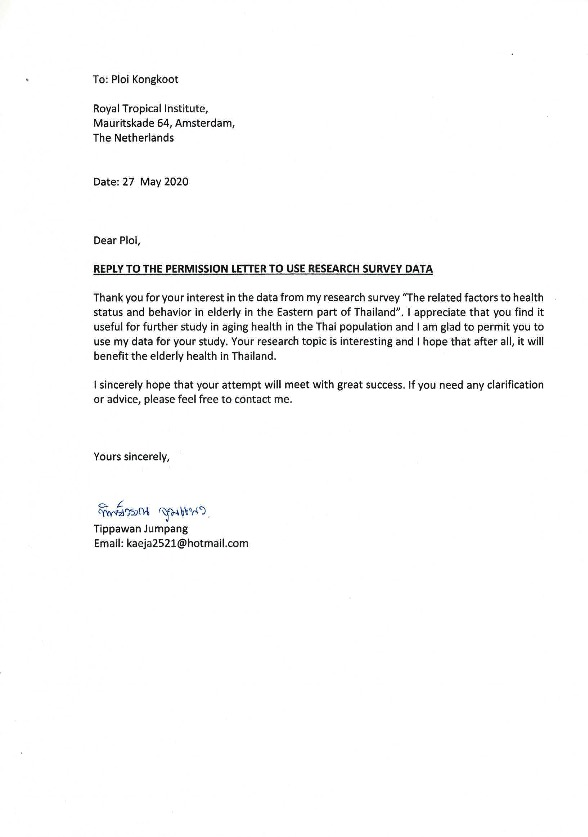 To: Ploi Kongkoot
Royal Tropical Institute,
Mauritskade 64, Amsterdam,
The Netherlands
Date: 27 May 2020
Dear Ploi,
REPLY TO THE PERMISSION LETTER TO USE RESEARCH SURVEY DATA
Thank you for your interest in the data from my research survey "The related factors to health
status and behavior in elderly in the Eastern part of Thailand". I appreciate that you find it
useful for further study in aging health in the Thai population and I am glad to permit you to
use my data for your study. Your research topic is interesting and I hope that after all, it will
benefit the elderly health in Thailand.
I sincerely hope that your attempt will meet with great success. If you need any clarification
or advice, please feel free to contact me.
Yours sincerely,
Tippawan Jumpang
Email: kaeja2521@hotmail.com